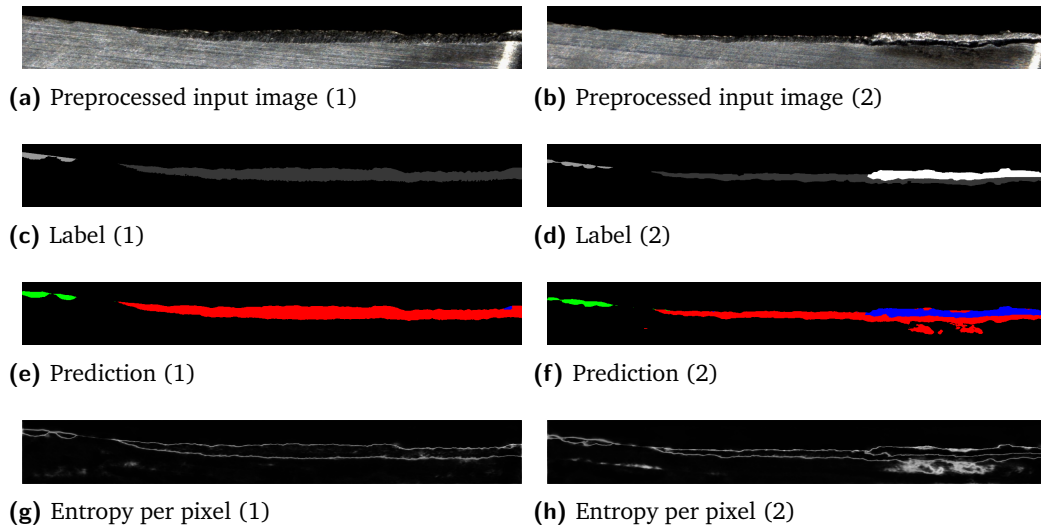 (a) Preprocessed input image (1)
(b) Preprocessed input image (2)
(c) Label (1)
(d) Label (2)
(e) Prediction (1)
(f) Prediction (2)
(g) Entropy per pixel (1)
(h) Entropy per pixel (2)